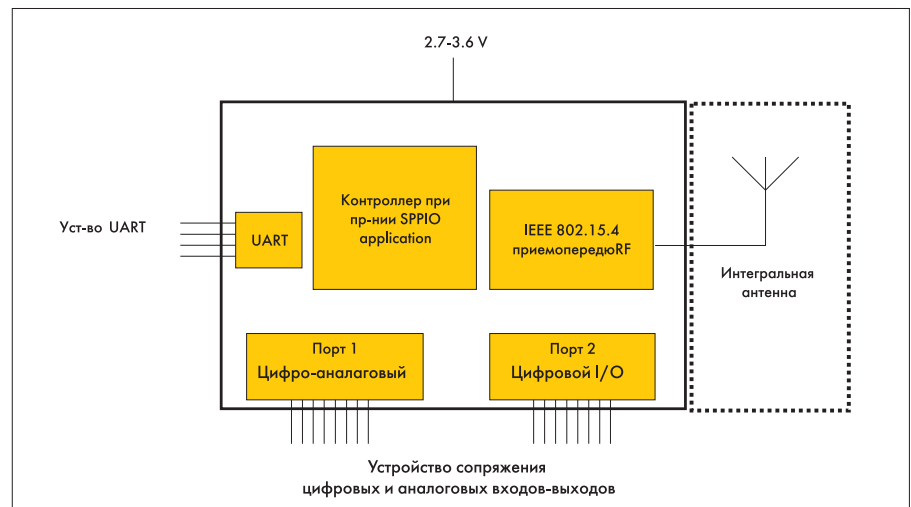 2.7-3.6 V
Уст-во UART
UART
Контроллер при
пр-нии SPPIO
application
IEEE 802.15.4
приемопередюRF
Интегральная
антенна
Порт 1
Цифро-аналаговый
Порт 2
Цифровой I/O
Устройство сопряжения
цифровых и аналоговых входов-выходов